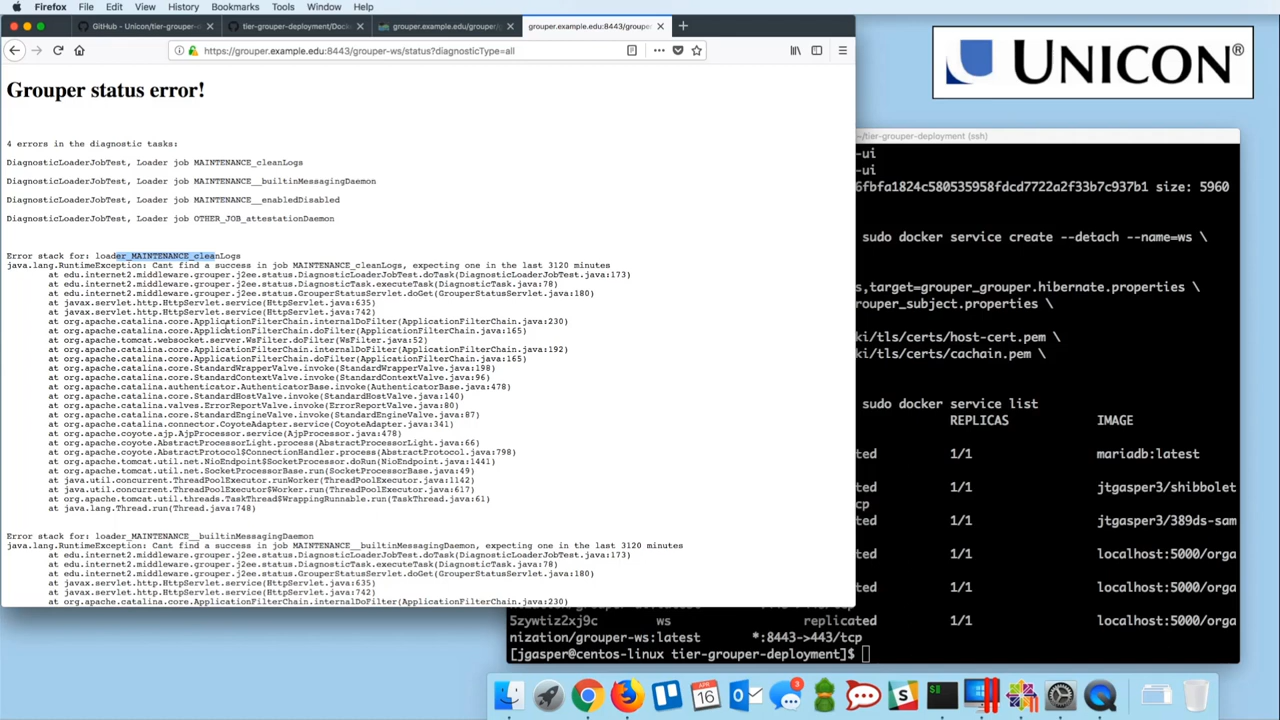 Firefox File Edit View History Bookmarks Tools Window Help
GitHub - Unicon/tier-grouper-d
tier-grouper-deployment/DEMO
grouper.example.edu/grouper/g
grouper.example.edu:8443/groupe
https://grouper.example.edu:8443/grouper-ws/status?diagnosticType=all
UNICON®
Grouper status error!
4 errors in the diagnostic tasks:
DiagnosticLoaderJobTest, Loader job MAINTENANCE_cleanLogs
DiagnosticLoaderJobTest, Loader job MAINTENANCE__builtinMessagingDaemon
DiagnosticLoaderJobTest, Loader job MAINTENANCE__enabledDisabled
DiagnosticLoaderJobTest, Loader job OTHER_JOB_attestationDaemon
Error stack for: loader_MAINTENANCE_cleanLogs
java.lang.RuntimeException: Cant find a success in job MAINTENANCE_cleanLogs, expecting one in the last 3120 minutes
at edu.internet2.middleware.grouper.j2ee.status.DiagnosticLoaderJobTest.doTask(DiagnosticLoaderJobTest.java:173)
at edu.internet2.middleware.grouper.j2ee.status.DiagnosticTask.executeTask(DiagnosticTask.java:78)
at edu.internet2.middleware.grouper.j2ee.status.GrouperStatusServlet.doGet(GrouperStatusServlet.java:180)
at javax.servlet.http.HttpServlet.service(HttpServlet.java:635)
at javax.servlet.http.HttpServlet.service(HttpServlet.java:742)
at org.apache.catalina.core.ApplicationFilterChain.internalDoFilter(ApplicationFilterChain.java:230)
at org.apache.catalina.core.ApplicationFilterChain.doFilter(ApplicationFilterChain.java:165)
at org.apache.tomcat.websocket.server.WsFilter.doFilter(WsFilter.java:52)
at org.apache.catalina.core.ApplicationFilterChain.internalDoFilter(ApplicationFilterChain.java:192)
at org.apache.catalina.core.ApplicationFilterChain.doFilter(ApplicationFilterChain.java:165)
at org.apache.catalina.core.StandardWrapperValve.invoke(StandardWrapperValve.java:198)
at org.apache.catalina.core.StandardContextValve.invoke(StandardContextValve.java:96)
at org.apache.catalina.authenticator.AuthenticatorBase.invoke(AuthenticatorBase.java:478)
at org.apache.catalina.core.StandardHostValve.invoke(StandardHostValve.java:140)
at org.apache.catalina.valves.ErrorReportValve.invoke(ErrorReportValve.java:80)
at org.apache.catalina.core.StandardEngineValve.invoke(StandardEngineValve.java:87)
at org.apache.catalina.connector.CoyoteAdapter.service(CoyoteAdapter.java:341)
at org.apache.coyote.ajp.AjpProcessor.service(AjpProcessor.java:478)
at org.apache.coyote.AbstractProcessorLight.process(AbstractProcessorLight.java:66)
at org.apache.coyote.AbstractProtocol$ConnectionHandler.process(AbstractProtocol.java:798)
at org.apache.tomcat.util.net.NioEndpoint$SocketProcessor.doRun(NioEndpoint.java:1441)
at org.apache.tomcat.util.net.SocketProcessorBase.run(SocketProcessorBase.java:49)
at java.util.concurrent.ThreadPoolExecutor.runWorker(ThreadPoolExecutor.java:1142)
at java.util.concurrent.ThreadPoolExecutor$Worker.run(ThreadPoolExecutor.java:617)
at org.apache.tomcat.util.threads.TaskThread$WrappingRunnable.run(TaskThread.java:61)
at java.lang.Thread.run(Thread.java:748)
Error stack for: loader_MAINTENANCE__builtinMessagingDaemon
java.lang.RuntimeException: Cant find a success in job MAINTENANCE__builtinMessagingDaemon, expecting one in the last 3120 minutes
at edu.internet2.middleware.grouper.j2ee.status.DiagnosticLoaderJobTest.doTask(DiagnosticLoaderJobTest.java:173)
at edu.internet2.middleware.grouper.j2ee.status.DiagnosticTask.executeTask(DiagnosticTask.java:78)
at edu.internet2.middleware.grouper.j2ee.status.GrouperStatusServlet.doGet(GrouperStatusServlet.java:180)
at javax.servlet.http.HttpServlet.service(HttpServlet.java:635)
at javax.servlet.http.HttpServlet.service(HttpServlet.java:742)
at org.apache.catalina.core.ApplicationFilterChain.internalDoFilter(ApplicationFilterChain.java:230)
~/tier-grouper-deployment (ssh)
-ui
-ui
6fbfa1824c580535958fdcd7722a2f33b7c937b1 size: 5960
sudo docker service create --detach --name=ws \
s,target=grouper_grouper.hibernate.properties \
rouper_subject.properties \
ki/tls/certs/host-cert.pem \
ki/tls/certs/cachain.pem \
sudo docker service list
REPLICAS IMAGE
ted 1/1 mariadb:latest
ted 1/1 jtgasper3/shibbolet
tcp
ted 1/1 jtgasper3/389ds-sam
ted 1/1 localhost:5000/orga
ted 1/1 localhost:5000/orga
5zywtiz2xj9c ws replicated 1/1 localhost:5000/orga
nization/grouper-ws:latest *:8443->443/tcp
[jgasper@centos-linux tier-grouper-deployment]$
APR
16
3